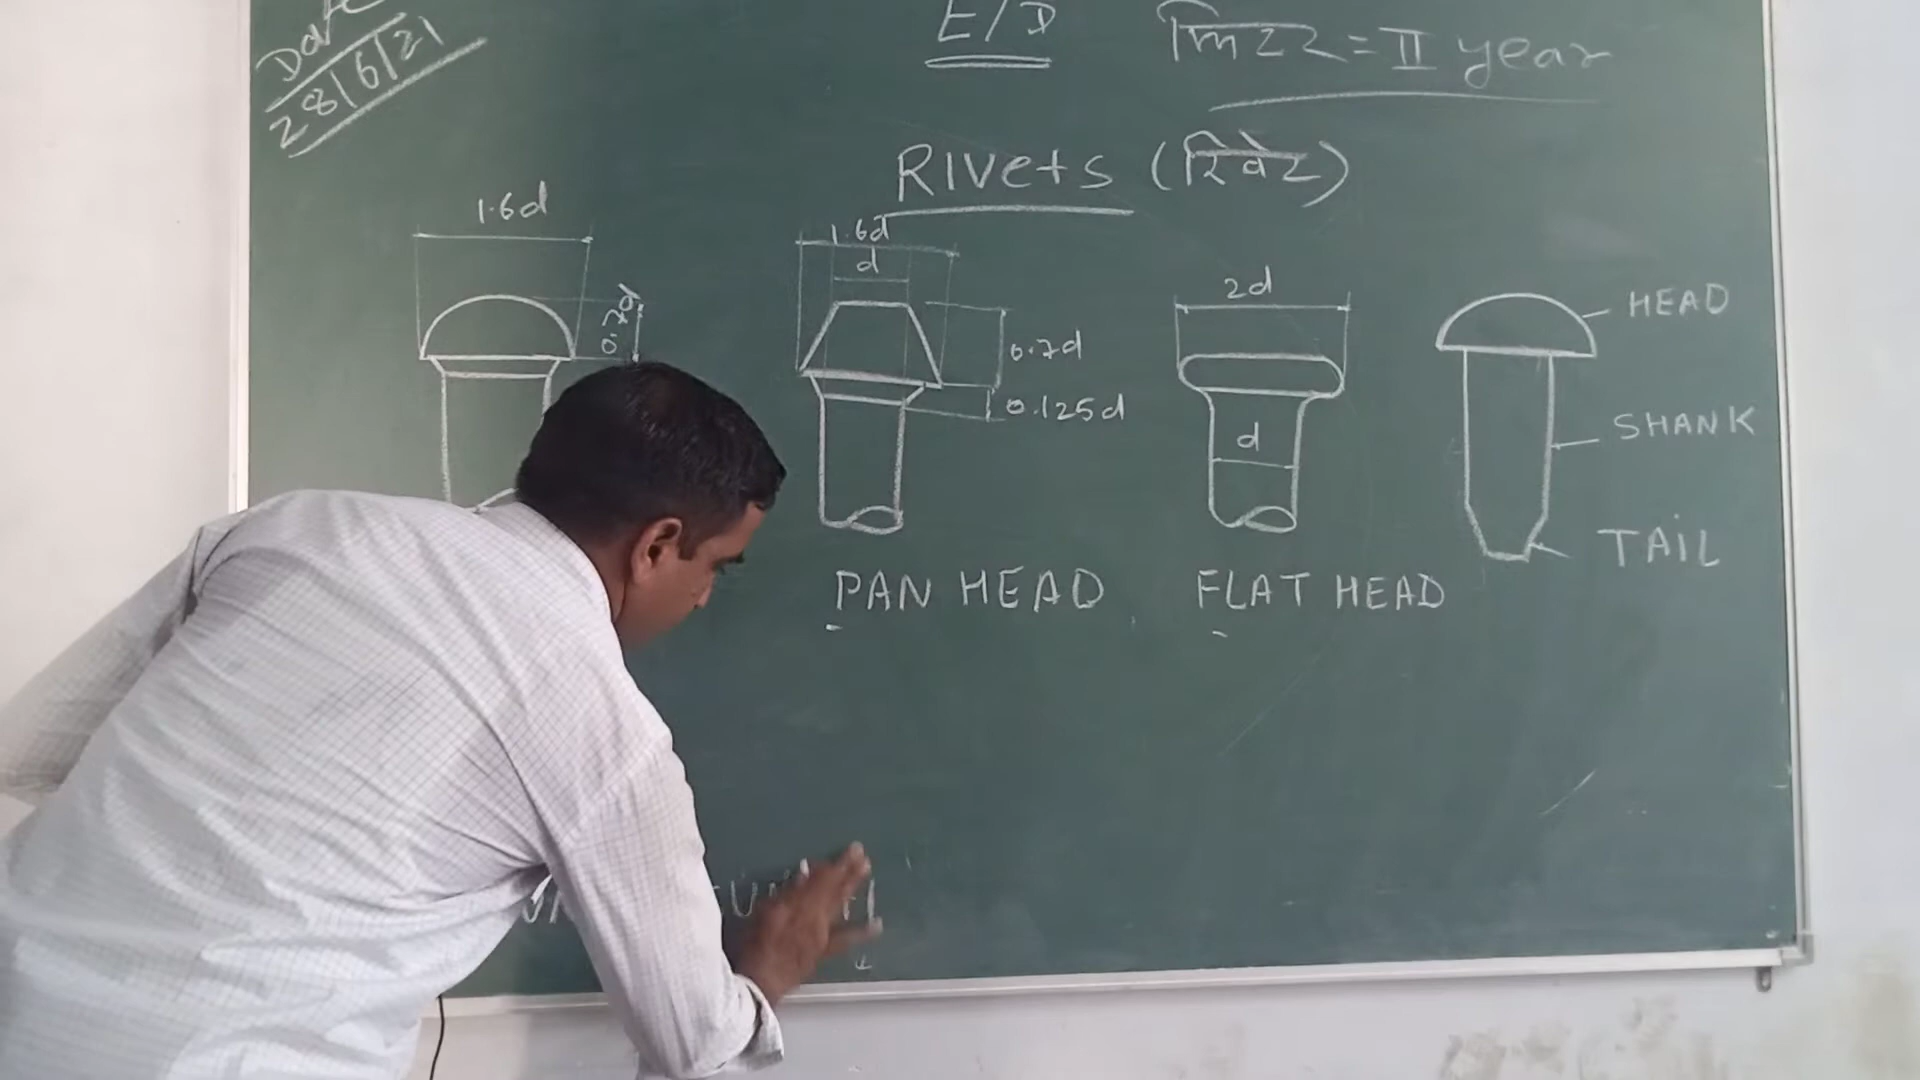 Date
28/6/21
E/D फिटर = II year
Rivets (रिवेट)
1.6d
0.7d
1.6d
d
0.7d
0.125d
2d
d
HEAD
SHANK
TAIL
PAN HEAD
FLAT HEAD